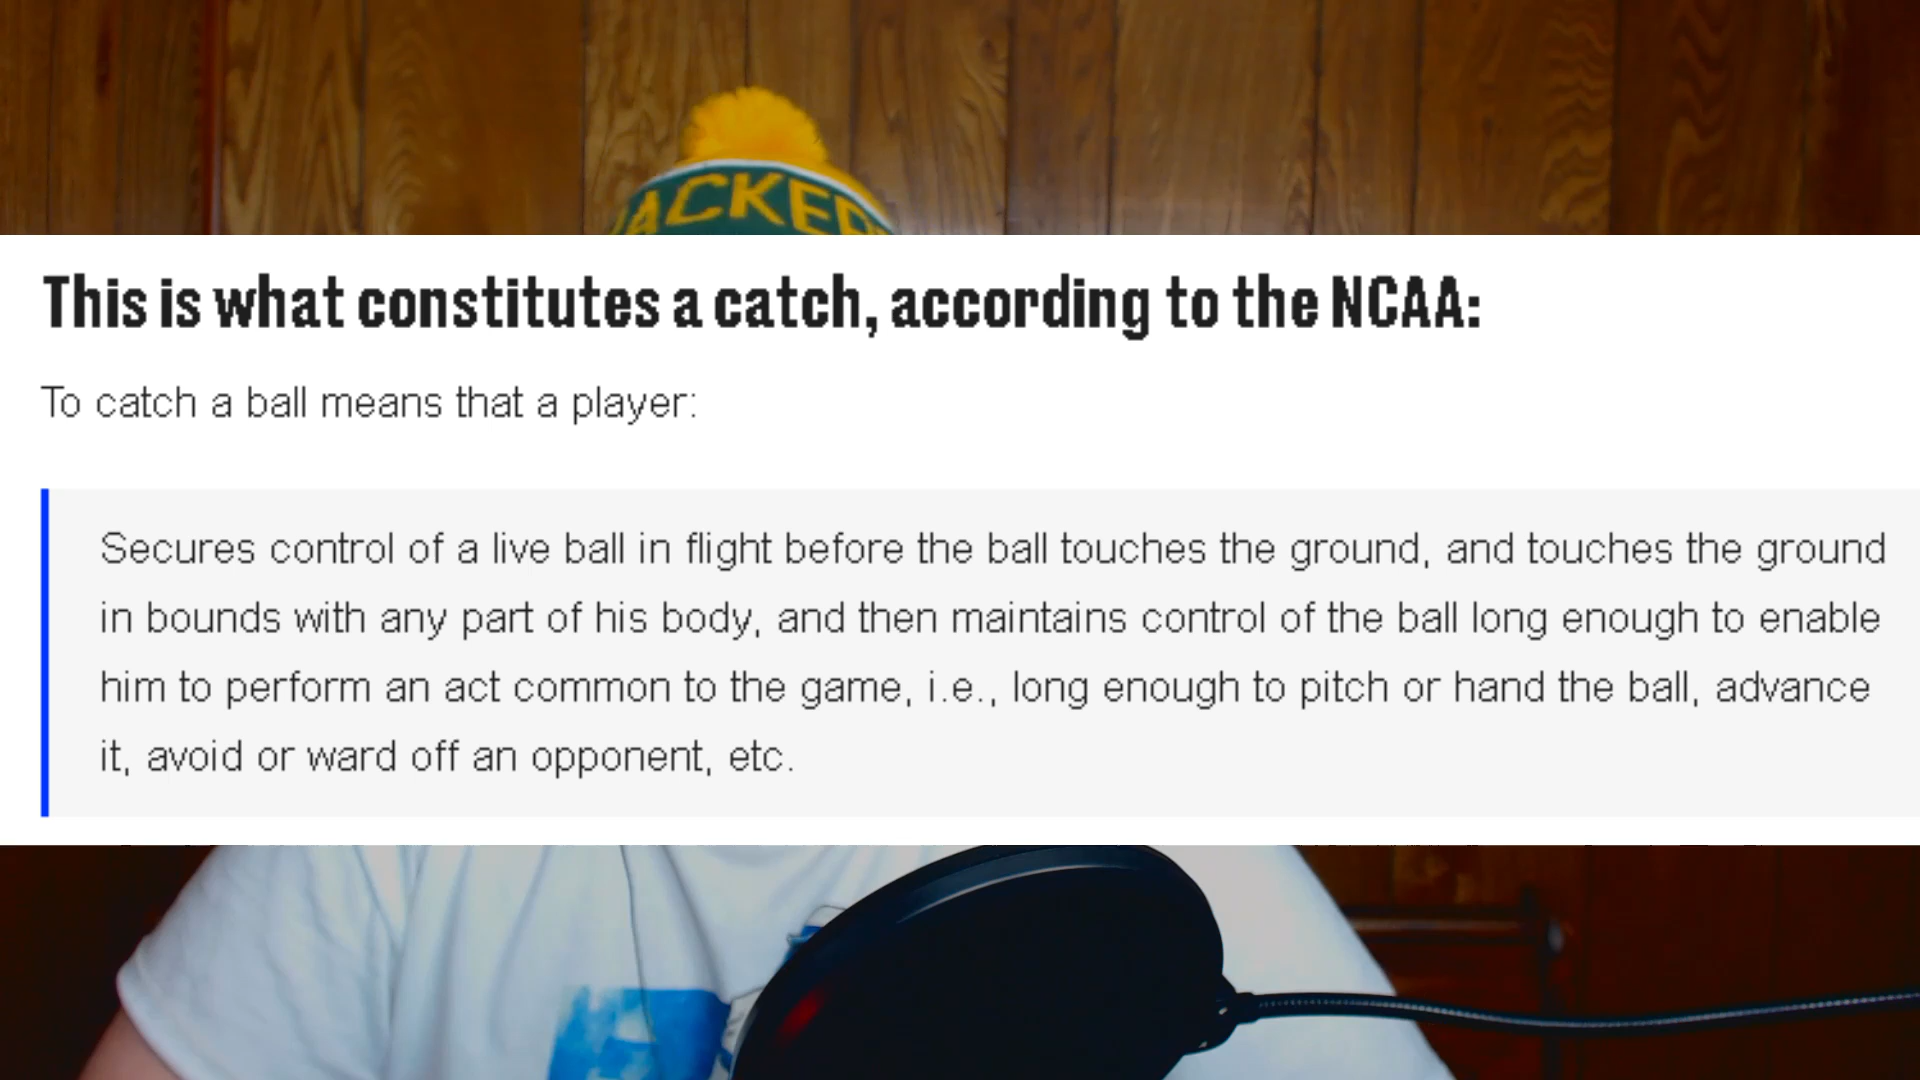 ACKER
This is what constitutes a catch, according to the NCAA:
To catch a ball means that a player:
Secures control of a live ball in flight before the ball touches the ground, and touches the ground
in bounds with any part of his body, and then maintains control of the ball long enough to enable
him to perform an act common to the game, i.e., long enough to pitch or hand the ball, advance
it, avoid or ward off an opponent, etc.